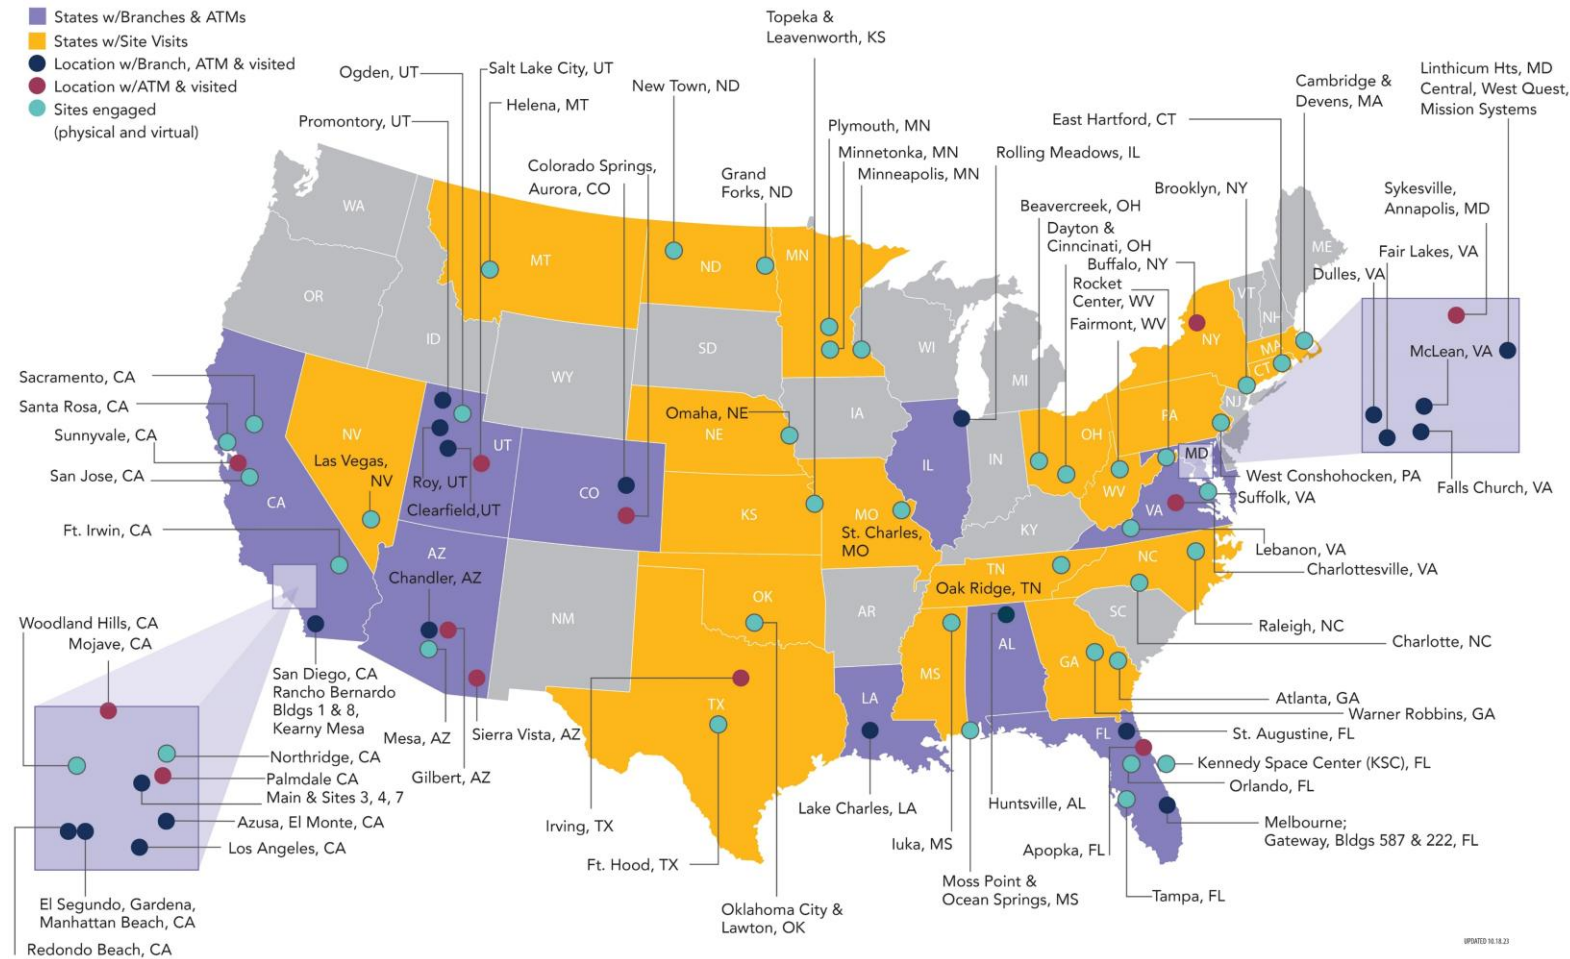 States w/Branches & ATMs
States w/Site Visits
Location w/Branch, ATM & visited
Location w/ATM & visited
Sites engaged
(physical and virtual)
Topeka &
Leavenworth, KS
Ogden, UT
Salt Lake City, UT
Helena, MT
Promontory, UT
New Town, ND
Colorado Springs,
Aurora, CO
Grand
Forks, ND
Plymouth, MN
Minnetonka, MN
Minneapolis, MN
Rolling Meadows, IL
East Hartford, CT
Cambridge &
Devens, MA
Linthicum Hts, MD
Central, West Quest,
Mission Systems
Brooklyn, NY
Sykesville,
Annapolis, MD
Beavercreek, OH
Dayton &
Cinncinati, OH
Buffalo, NY
Rocket
Center, WV
Fairmont, WV
Fair Lakes, VA
Dulles, VA
McLean, VA
Falls Church, VA
WA
OR
ID
MT
ND
MN
SD
WY
WI
MI
IA
NE
NV
UT
CA
CO
KS
MO
IL
IN
OH
KY
WV
VA
MD
PA
NJ
NY
CT
MA
VT
NH
ME
AZ
NM
OK
TX
AR
LA
MS
AL
TN
NC
SC
GA
FL
Sacramento, CA
Santa Rosa, CA
Sunnyvale, CA
San Jose, CA
Ft. Irwin, CA
Las Vegas,
NV
Roy, UT
Clearfield,UT
Omaha, NE
St. Charles,
MO
Oak Ridge, TN
West Conshohocken, PA
Suffolk, VA
Lebanon, VA
Charlottesville, VA
Raleigh, NC
Charlotte, NC
Atlanta, GA
Warner Robbins, GA
St. Augustine, FL
Kennedy Space Center (KSC), FL
Orlando, FL
Melbourne;
Gateway, Bldgs 587 & 222, FL
Tampa, FL
Apopka, FL
Moss Point &
Ocean Springs, MS
Iuka, MS
Huntsville, AL
Lake Charles, LA
Oklahoma City &
Lawton, OK
Ft. Hood, TX
Irving, TX
Chandler, AZ
Sierra Vista, AZ
Gilbert, AZ
Mesa, AZ
San Diego, CA
Rancho Bernardo
Bldgs 1 & 8,
Kearny Mesa
Woodland Hills, CA
Mojave, CA
Northridge, CA
Palmdale CA
Main & Sites 3, 4, 7
Azusa, El Monte, CA
Los Angeles, CA
El Segundo, Gardena,
Manhattan Beach, CA
Redondo Beach, CA
UPDATED 10.18.23